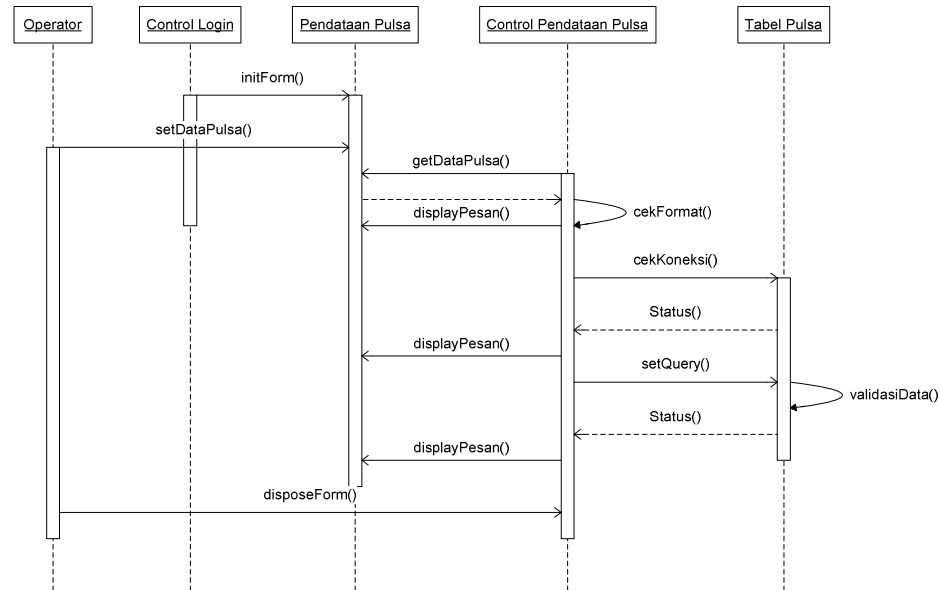 Operator
Control Login
Pendataan Pulsa
Control Pendataan Pulsa
Tabel Pulsa
initForm()
setDataPulsa()
getDataPulsa()
displayPesan()
cekFormat()
cekKoneksi()
Status()
displayPesan()
setQuery()
validasiData()
Status()
displayPesan()
disposeForm()